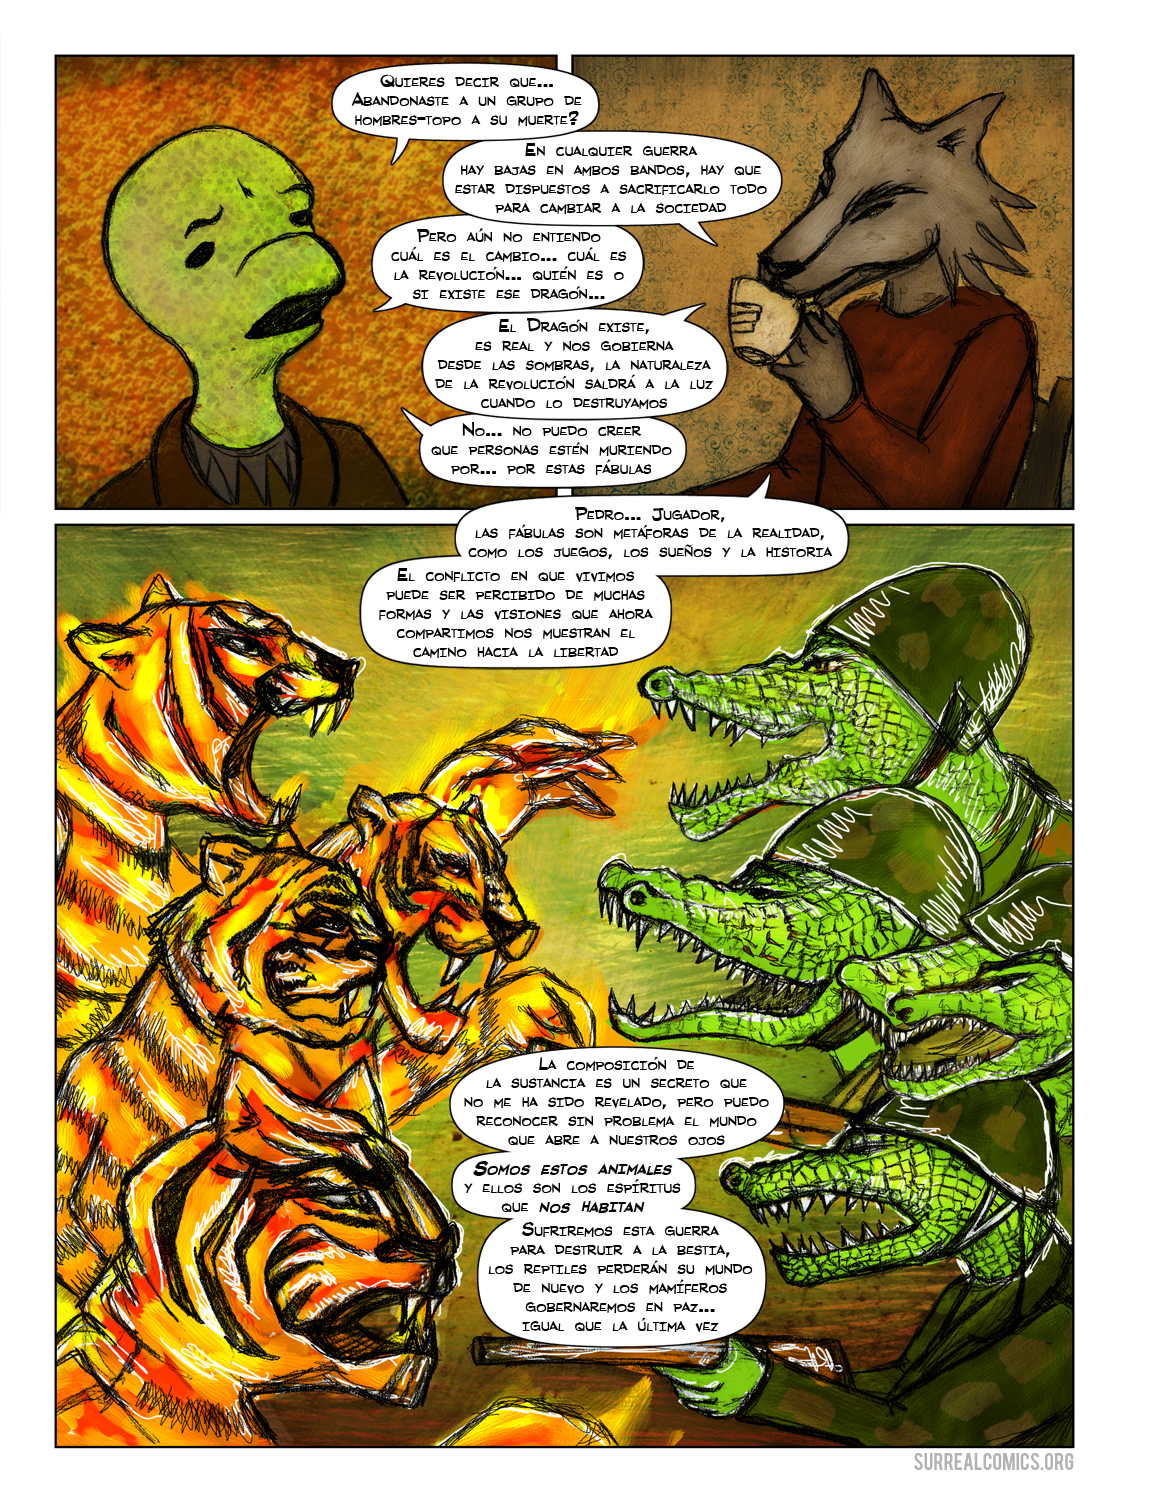 Quieres decir que...
Abandonaste a un grupo de
hombres-topo a su muerte?
En cualquier guerra
hay bajas en ambos bandos, hay que
estar dispuestos a sacrificarlo todo
para cambiar a la sociedad
Pero aún no entiendo
cuál es el cambio... cuál es
la revolución... quién es o
si existe ese dragón...
El Dragón existe,
es real y nos gobierna
desde las sombras, la naturaleza
de la revolución saldrá a la luz
cuando lo destruyamos
No... no puedo creer
que personas estén muriendo
por... por estas fábulas
Pedro... Jugador,
las fábulas son metáforas de la realidad,
como los juegos, los sueños y la historia
El conflicto en que vivimos
puede ser percibido de muchas
formas y las visiones que ahora
compartimos nos muestran el
camino hacia la libertad
La composición de
la sustancia es un secreto que
no me ha sido revelado, pero puedo
reconocer sin problema el mundo
que abre a nuestros ojos
Somos estos animales
y ellos son los espíritus
que nos habitan
Sufriremos esta guerra
para destruir a la bestia,
los reptiles perderán su mundo
de nuevo y los mamíferos
gobernaremos en paz...
igual que la última vez
SURREALCOMICS.ORG